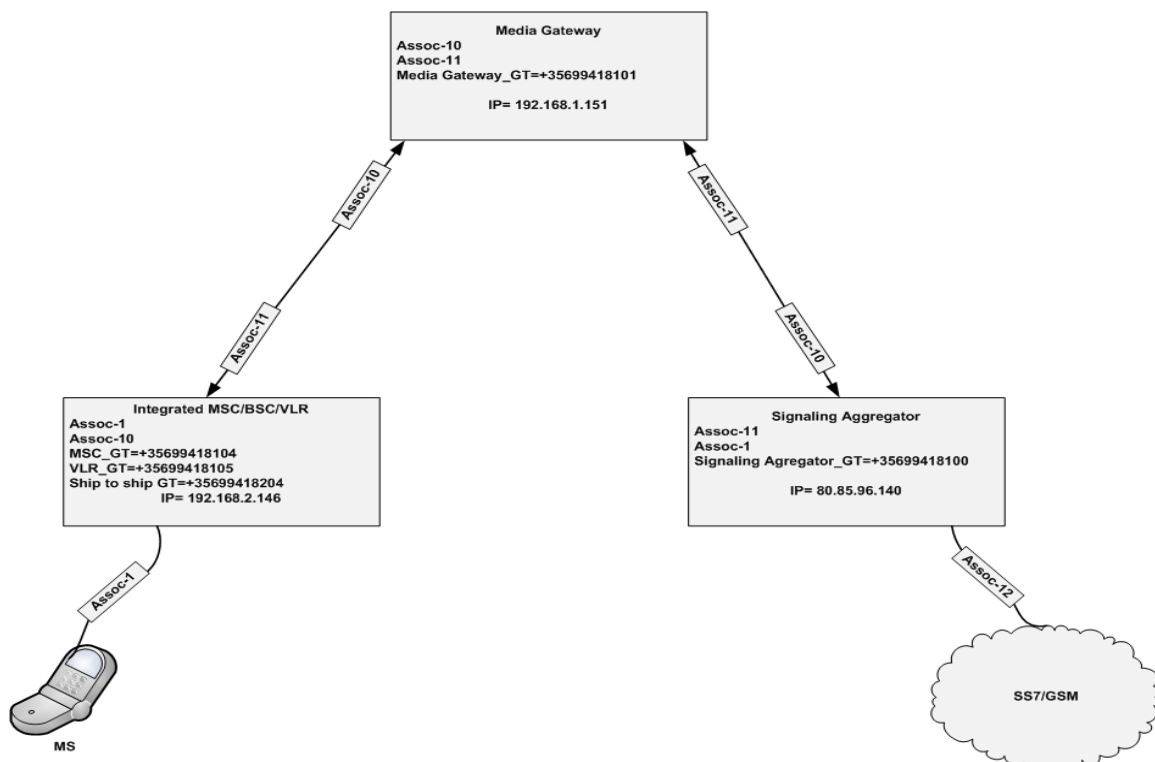 Media Gateway
Assoc-10
Assoc-11
Media Gateway_GT=+35699418101
IP= 192.168.1.151
Assoc-10
Assoc-11
Assoc-11
Assoc-10
Integrated MSC/BSC/VLR
Assoc-1
Assoc-10
MSC_GT=+35699418104
VLR_GT=+35699418105
Ship to ship GT=+35699418204
IP= 192.168.2.146
Signaling Aggregator
Assoc-11
Assoc-1
Signaling Agregator_GT=+35699418100
IP= 80.85.96.140
Assoc-1
Assoc-12
MS
SS7/GSM